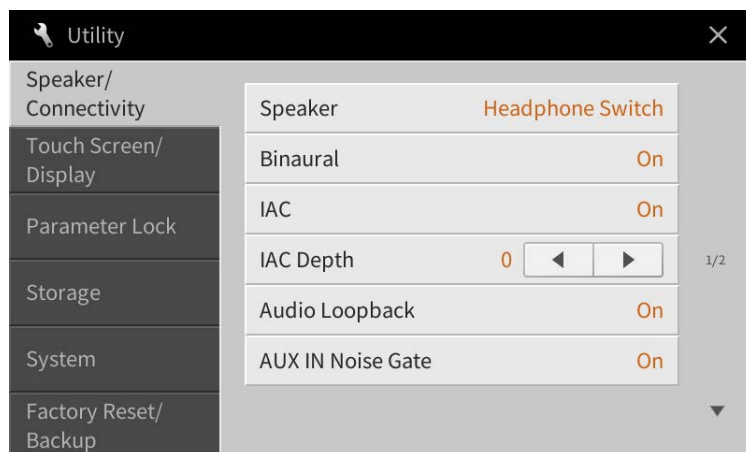 Utility
Speaker/
Connectivity
Touch Screen/
Display
Parameter Lock
Storage
System
Factory Reset/
Backup
Speaker Headphone Switch
Binaural On
IAC On
IAC Depth 0
Audio Loopback On
AUX IN Noise Gate On
1/2